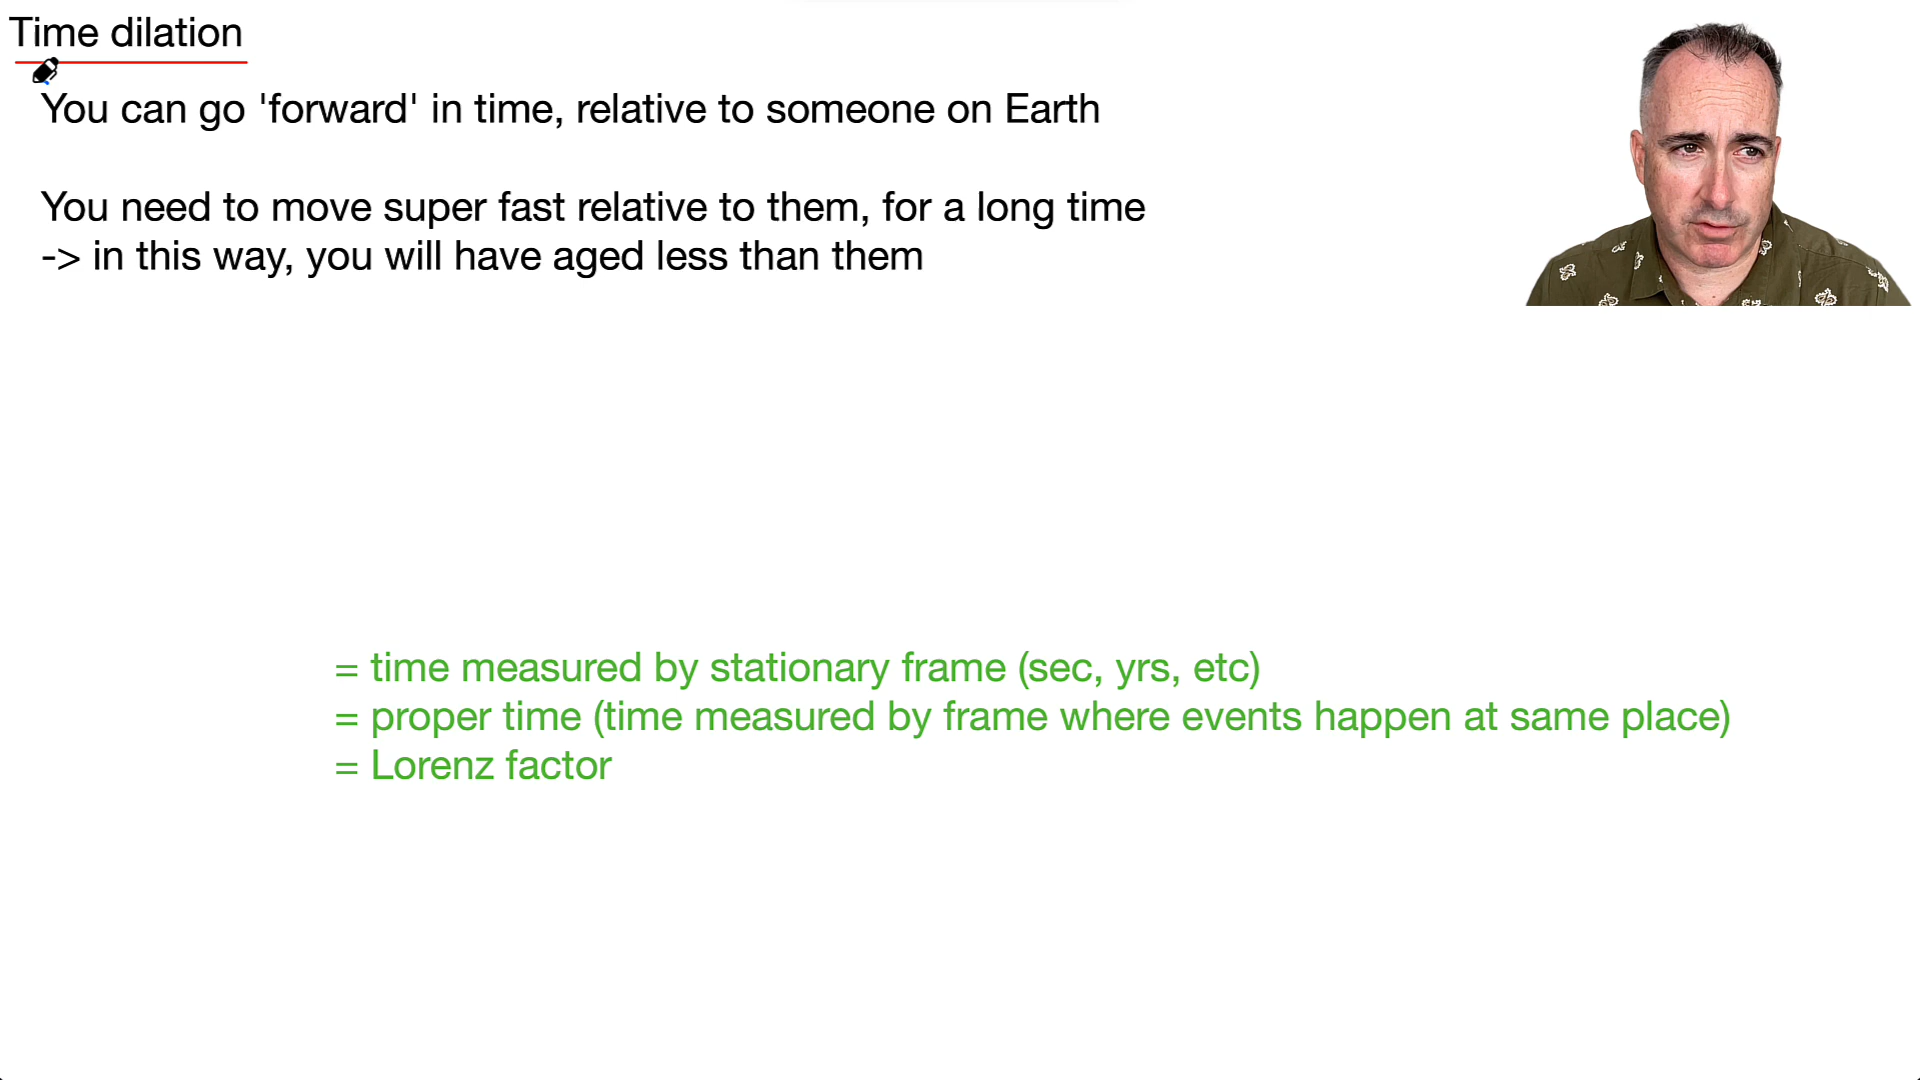 Time dilation
You can go 'forward' in time, relative to someone on Earth
You need to move super fast relative to them, for a long time
-> in this way, you will have aged less than them
= time measured by stationary frame (sec, yrs, etc)
= proper time (time measured by frame where events happen at same place)
= Lorenz factor